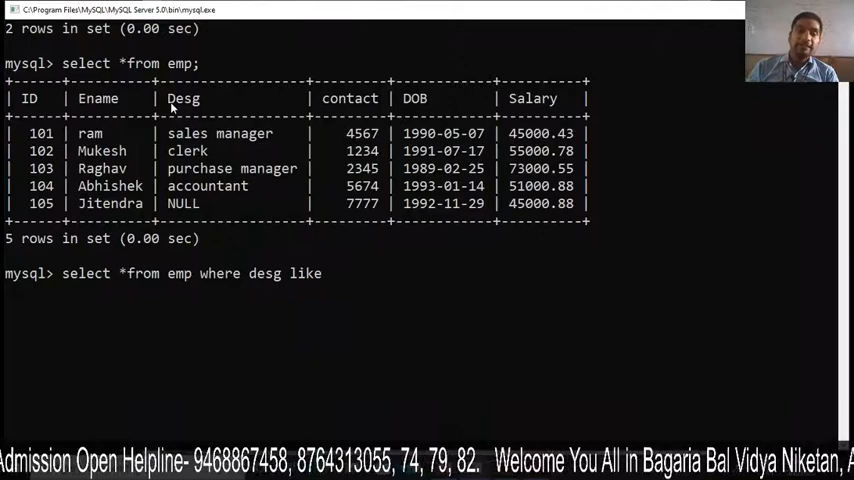 C:\Program Files\MySQL\MySQL Server 5.0\bin\mysql.exe
2 rows in set (0.00 sec)
mysql> select *from emp;
+------+----------+------------------+---------+------------+----------+
| ID | Ename | Desg | contact | DOB | Salary |
+------+----------+------------------+---------+------------+----------+
| 101 | ram | sales manager | 4567 | 1990-05-07 | 45000.43 |
| 102 | Mukesh | clerk | 1234 | 1991-07-17 | 55000.78 |
| 103 | Raghav | purchase manager | 2345 | 1989-02-25 | 73000.55 |
| 104 | Abhishek | accountant | 5674 | 1993-01-14 | 51000.88 |
| 105 | Jitendra | NULL | 7777 | 1992-11-29 | 45000.88 |
+------+----------+------------------+---------+------------+----------+
5 rows in set (0.00 sec)
mysql> select *from emp where desg like
Admission Open Helpline- 9468867458, 8764313055, 74, 79, 82. Welcome You All in Bagaria Bal Vidya Niketan,